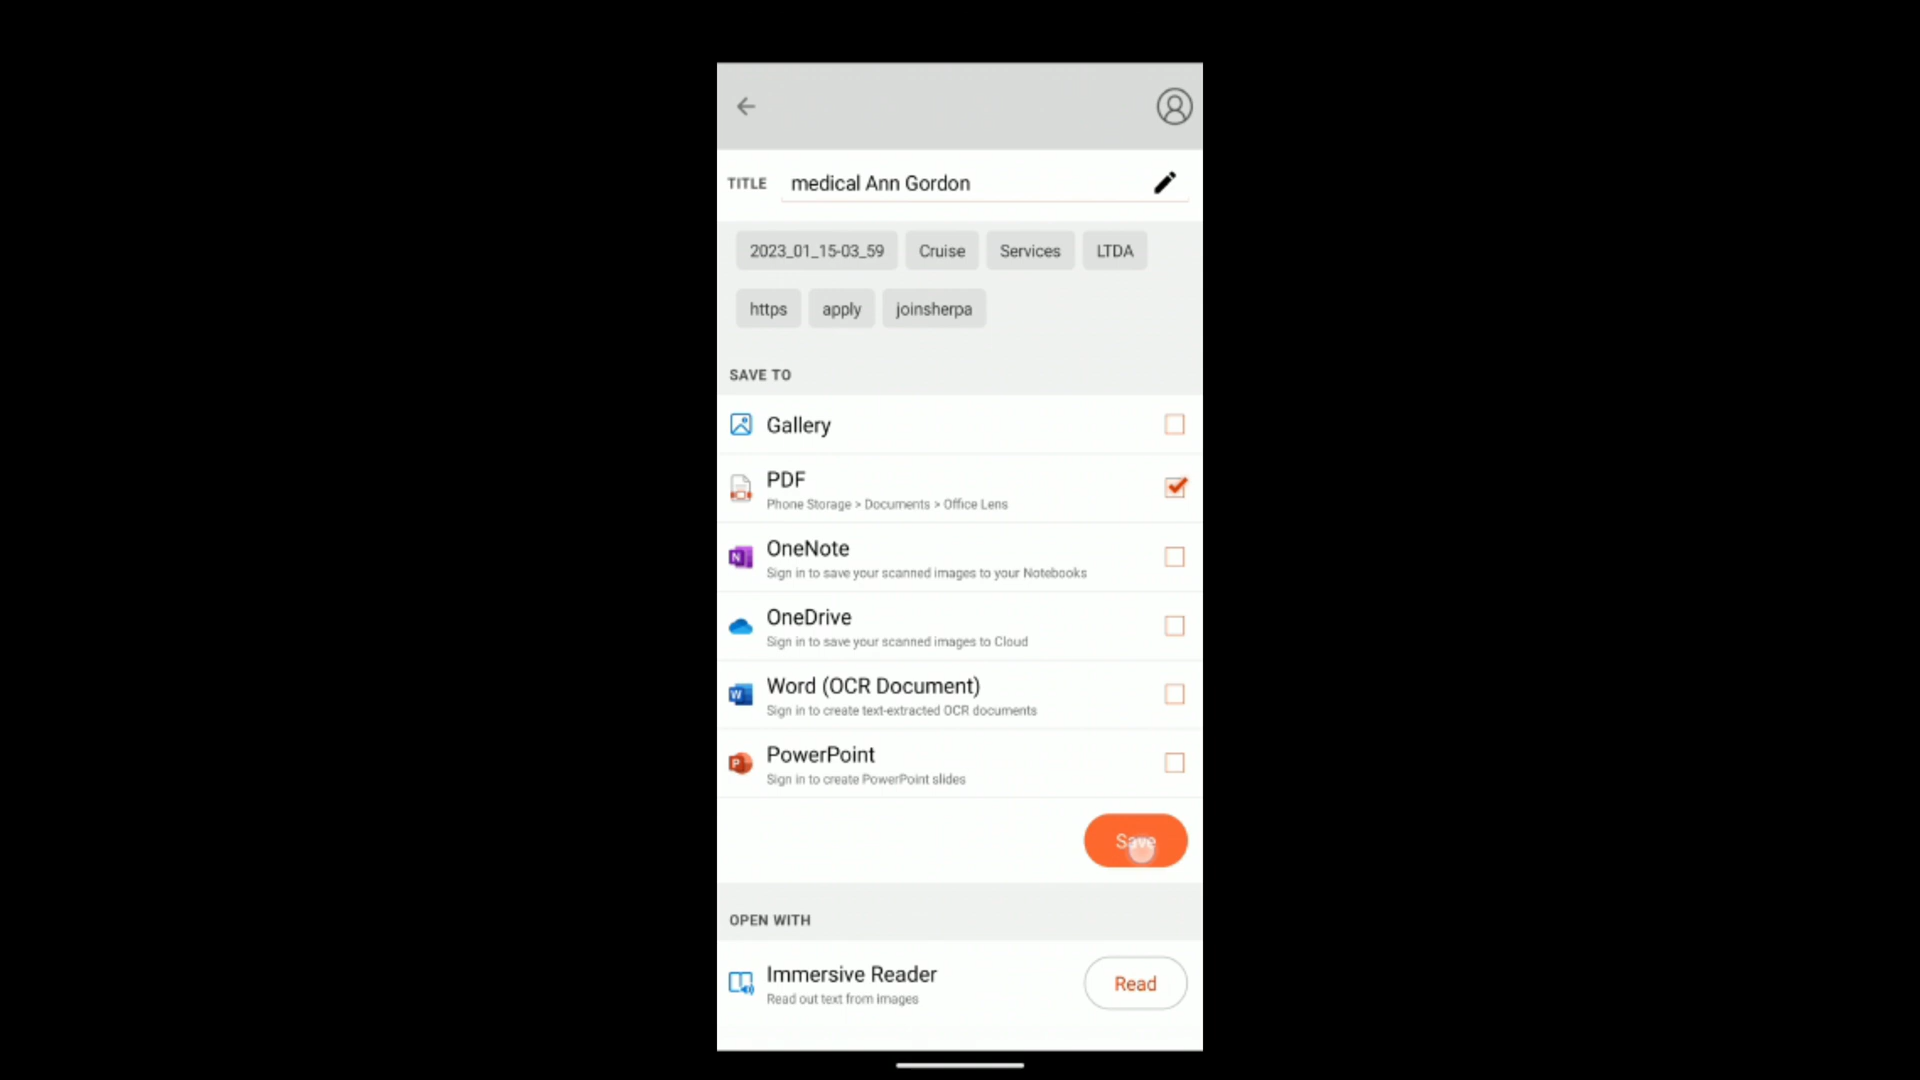 TITLE medical Ann Gordon
2023_01_15-03_59 Cruise Services LTDA
https apply joinsherpa
SAVE TO
Gallery
PDF
Phone Storage > Documents > Office Lens
OneNote
Sign in to save your scanned images to your Notebooks
OneDrive
Sign in to save your scanned images to Cloud
Word (OCR Document)
Sign in to create text-extracted OCR documents
PowerPoint
Sign in to create PowerPoint slides
Save
OPEN WITH
Immersive Reader
Read out text from images
Read